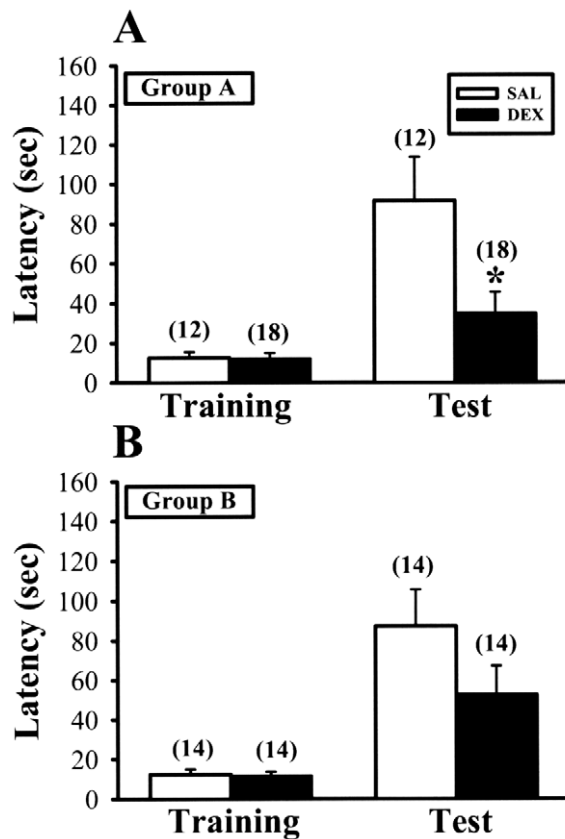 A
Group A
SAL
DEX
Latency (sec)
160
140
120
100
80
60
40
20
0
(12)
(18)
(12)
(18)
*
Training
Test
B
Group B
Latency (sec)
160
140
120
100
80
60
40
20
0
(14)
(14)
(14)
(14)
Training
Test